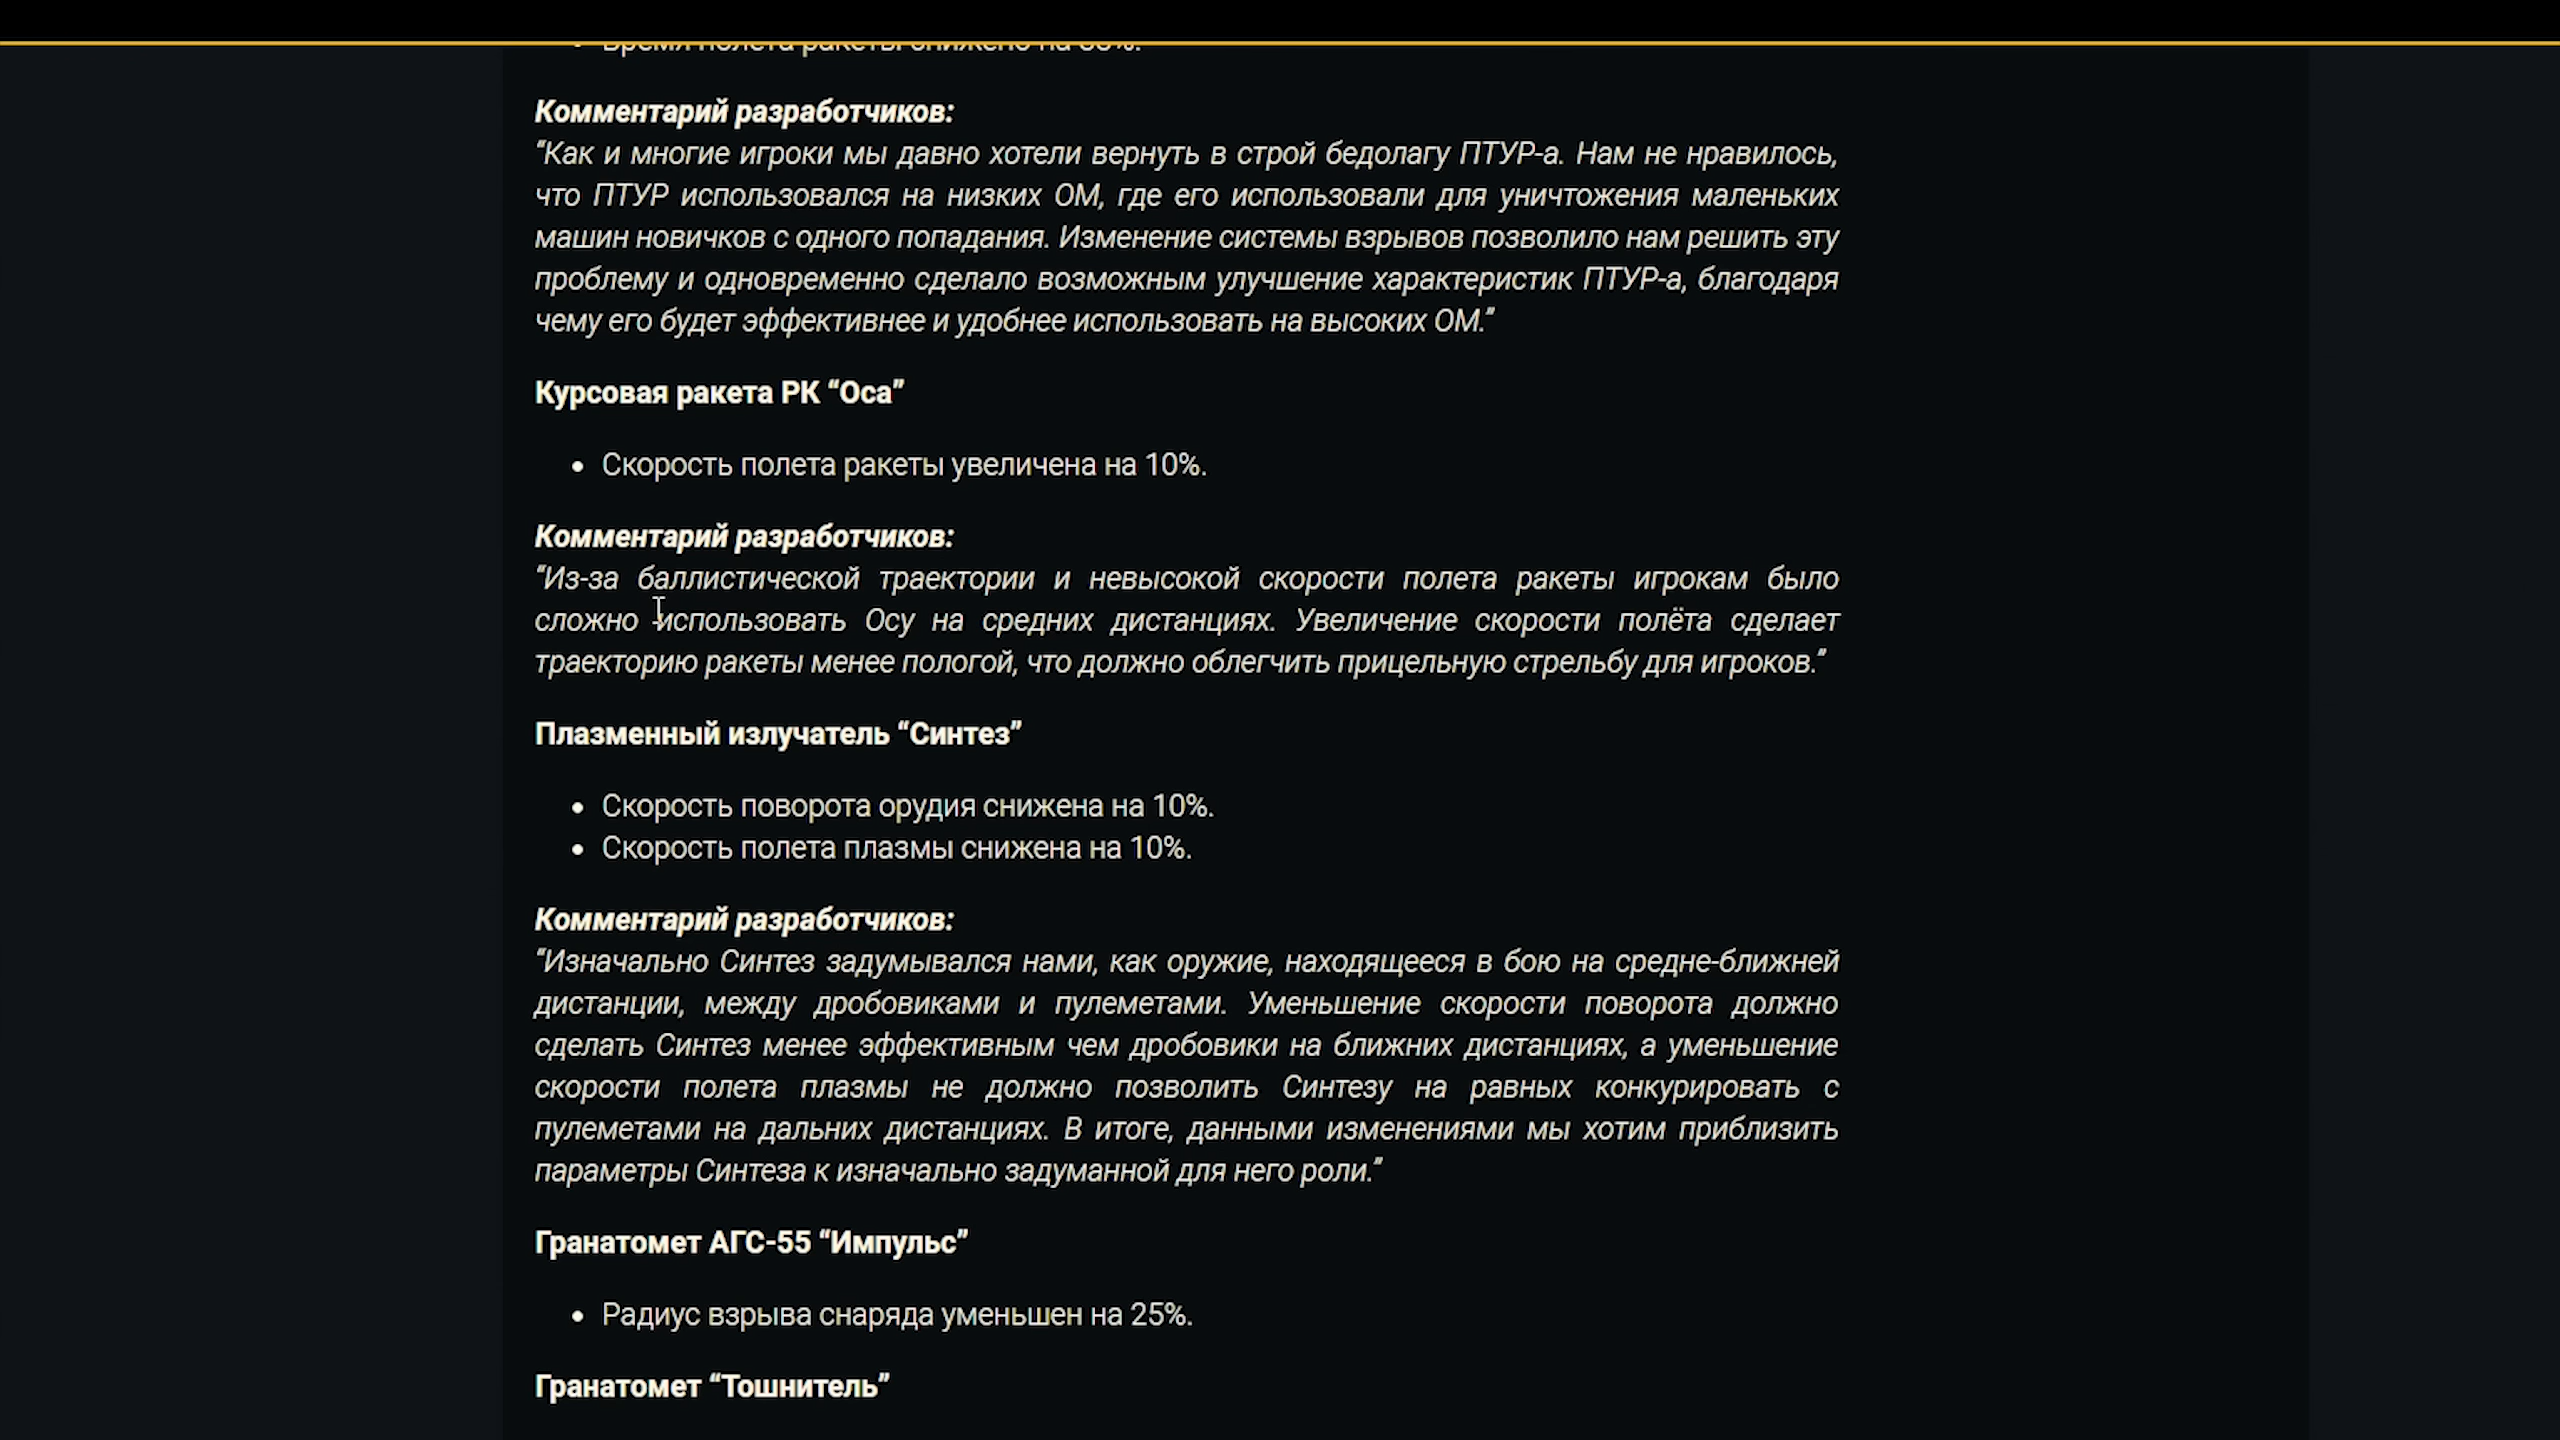 Время полета ракеты снижено на
Комментарий разработчиков:
“Как и многие игроки мы давно хотели вернуть в строй бедолагу ПТУР-а. Нам не нравилось,
что ПТУР использовался на низких ОМ, где его использовали для уничтожения маленьких
машин новичков с одного попадания. Изменение системы взрывов позволило нам решить эту
проблему и одновременно сделало возможным улучшение характеристик ПТУР-а, благодаря
чему его будет эффективнее и удобнее использовать на высоких ОМ.”
Курсовая ракета РК “Оса”
• Скорость полета ракеты увеличена на 10%.
Комментарий разработчиков:
“Из-за баллистической траектории и невысокой скорости полета ракеты игрокам было
сложно использовать Осу на средних дистанциях. Увеличение скорости полёта сделает
траекторию ракеты менее пологой, что должно облегчить прицельную стрельбу для игроков.”
Плазменный излучатель “Синтез”
• Скорость поворота орудия снижена на 10%.
• Скорость полета плазмы снижена на 10%.
Комментарий разработчиков:
“Изначально Синтез задумывался нами, как оружие, находящееся в бою на средне-ближней
дистанции, между дробовиками и пулеметами. Уменьшение скорости поворота должно
сделать Синтез менее эффективным чем дробовики на ближних дистанциях, а уменьшение
скорости полета плазмы не должно позволить Синтезу на равных конкурировать с
пулеметами на дальних дистанциях. В итоге, данными изменениями мы хотим приблизить
параметры Синтеза к изначально задуманной для него роли.”
Гранатомет АГС-55 “Импульс”
• Радиус взрыва снаряда уменьшен на 25%.
Гранатомет “Тошнитель”